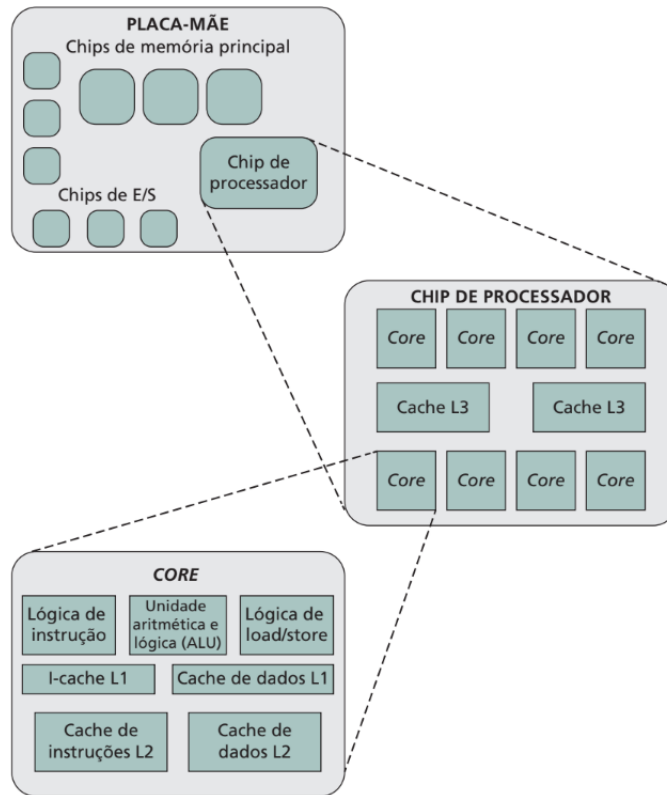 PLACA-MÃE
Chips de memória principal
Chip de
processador
Chips de E/S
CHIP DE PROCESSADOR
Core Core Core Core
Cache L3 Cache L3
Core Core Core Core
CORE
Lógica de
instrução
Unidade
aritmética e
lógica (ALU)
Lógica de
load/store
I-cache L1 Cache de dados L1
Cache de
instruções L2
Cache de
dados L2